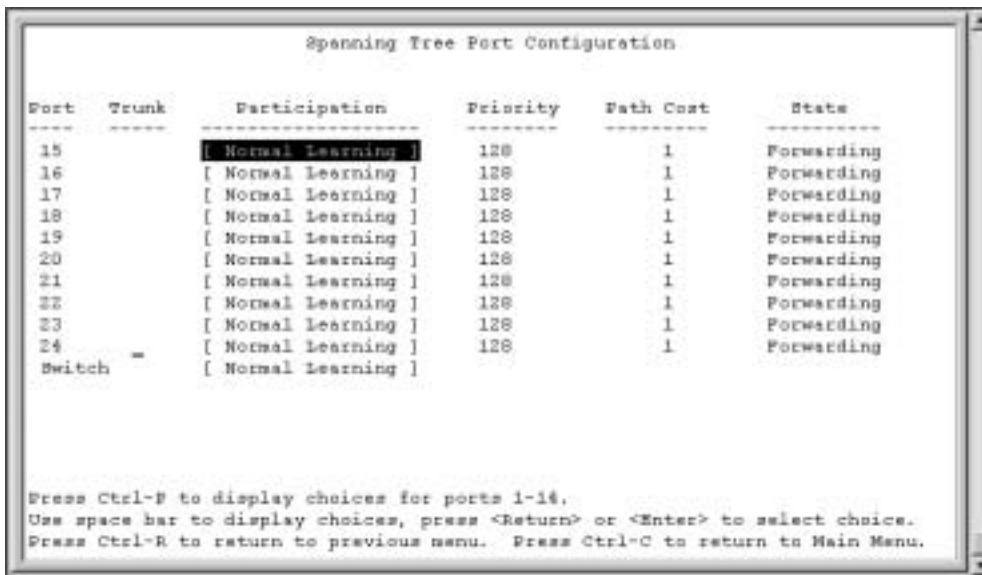 Spanning Tree Port Configuration
Port Trunk Participation Priority Path Cost State
---- ----- ------------------- -------- --------- ----------
15 [ Normal Learning ] 128 1 Forwarding
16 [ Normal Learning ] 128 1 Forwarding
17 [ Normal Learning ] 128 1 Forwarding
18 [ Normal Learning ] 128 1 Forwarding
19 [ Normal Learning ] 128 1 Forwarding
20 [ Normal Learning ] 128 1 Forwarding
21 [ Normal Learning ] 128 1 Forwarding
22 [ Normal Learning ] 128 1 Forwarding
23 [ Normal Learning ] 128 1 Forwarding
24 _ [ Normal Learning ] 128 1 Forwarding
Switch [ Normal Learning ]
Press Ctrl-P to display choices for ports 1-14.
Use space bar to display choices, press <Return> or <Enter> to select choice.
Press Ctrl-R to return to previous menu. Press Ctrl-C to return to Main Menu.